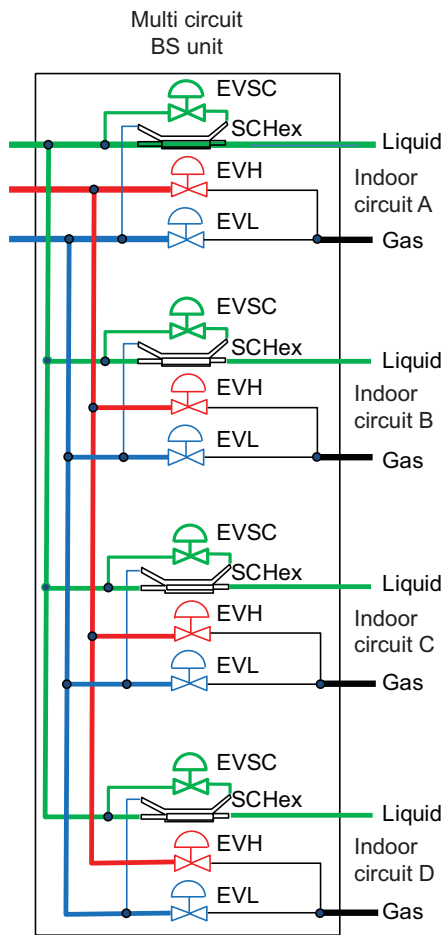 Multi circuit
BS unit
EVSC
SCHex
Liquid
EVH
Indoor
circuit A
EVL
Gas
EVSC
SCHex
Liquid
EVH
Indoor
circuit B
EVL
Gas
EVSC
SCHex
Liquid
EVH
Indoor
circuit C
EVL
Gas
EVSC
SCHex
Liquid
EVH
Indoor
circuit D
EVL
Gas